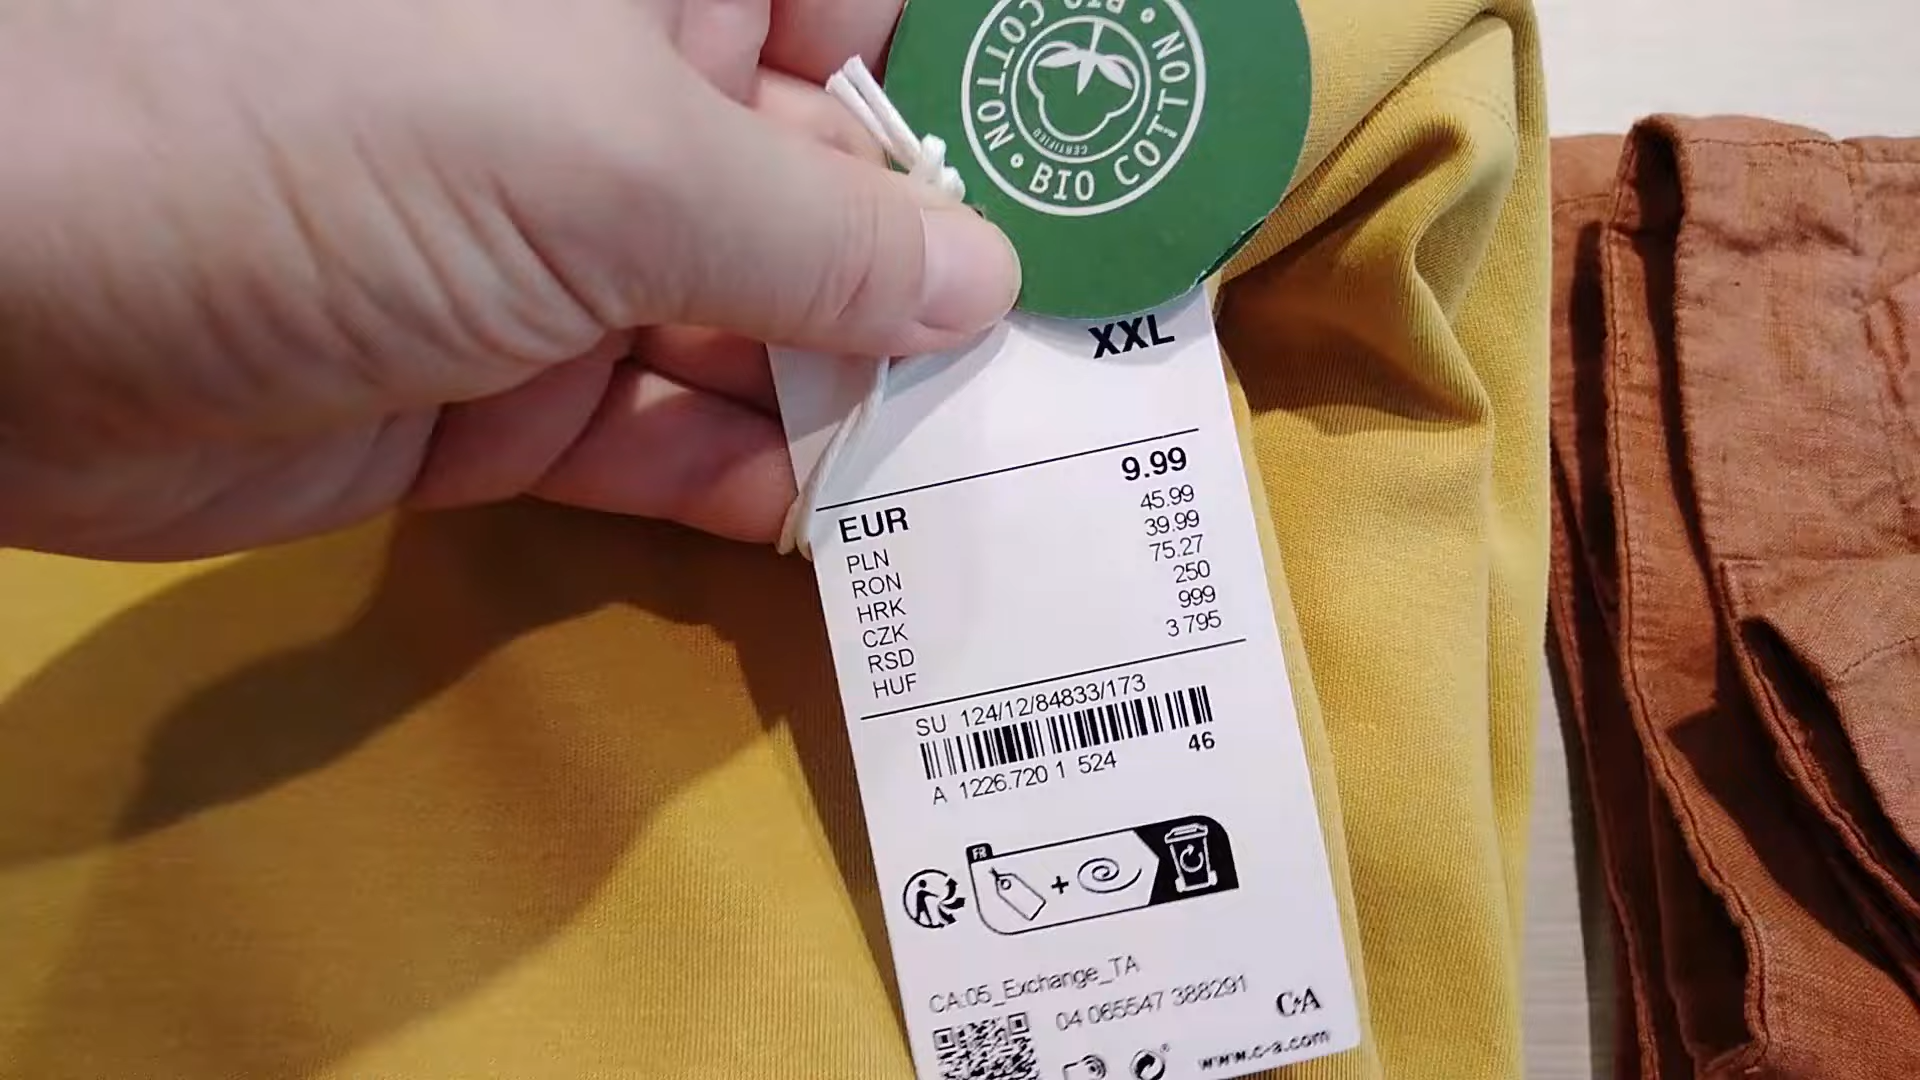 BIO COTTON • BIO COTTON •
CERTIFIED
XXL
EUR 9.99
PLN 45.99
RON 39.99
HRK 75.27
CZK 250
RSD 999
HUF 3 795
SU 124/12/84833/173
46
A 1226.720 1 524
FR
+
CA:05_Exchange_TA
04 065547 388291
C&A
www.c-a.com